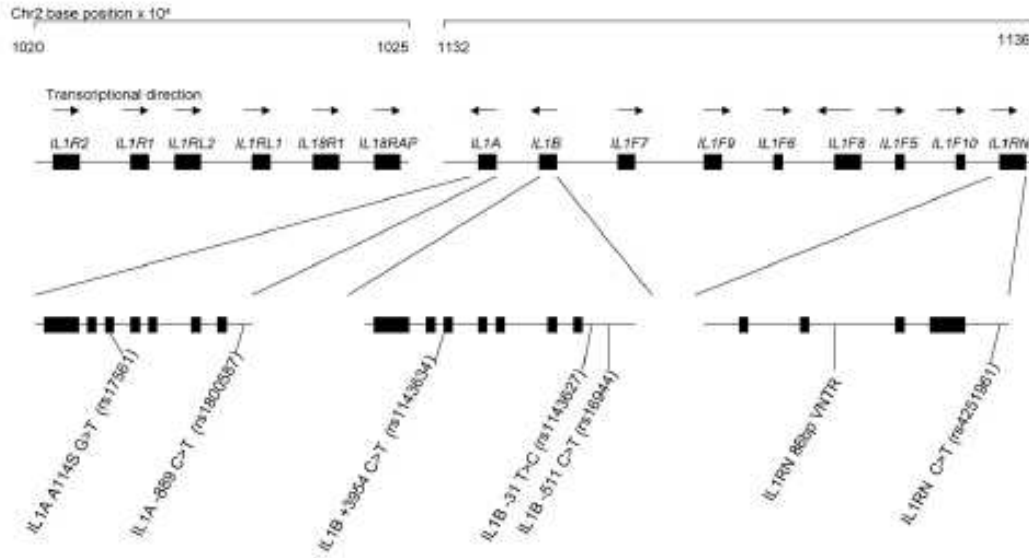 Chr2 base position x 10⁵
1020 1025 1132 1136
Transcriptional direction
IL1R2 IL1R1 IL1RL2 IL1RL1 IL18R1 IL18RAP IL1A IL1B IL1F7 IL1F9 IL1F6 IL1F8 IL1F5 IL1F10 IL1RN
IL1A A114S G>T (rs17561)
IL1A -889 C>T (rs1800587)
IL1B +3954 C>T (rs1143634)
IL1B -31 T>C (rs1143627)
IL1B -511 C>T (rs16944)
IL1RN 86bp VNTR
IL1RN C>T (rs4251961)